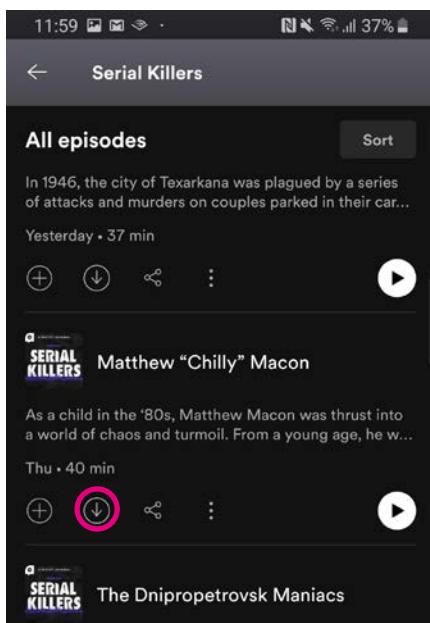 11:59 37%
Serial Killers
All episodes Sort
In 1946, the city of Texarkana was plagued by a series
of attacks and murders on couples parked in their car...
Yesterday • 37 min
SERIAL
KILLERS
Matthew “Chilly” Macon
As a child in the ‘80s, Matthew Macon was thrust into
a world of chaos and turmoil. From a young age, he w...
Thu • 40 min
SERIAL
KILLERS
The Dnipropetrovsk Maniacs